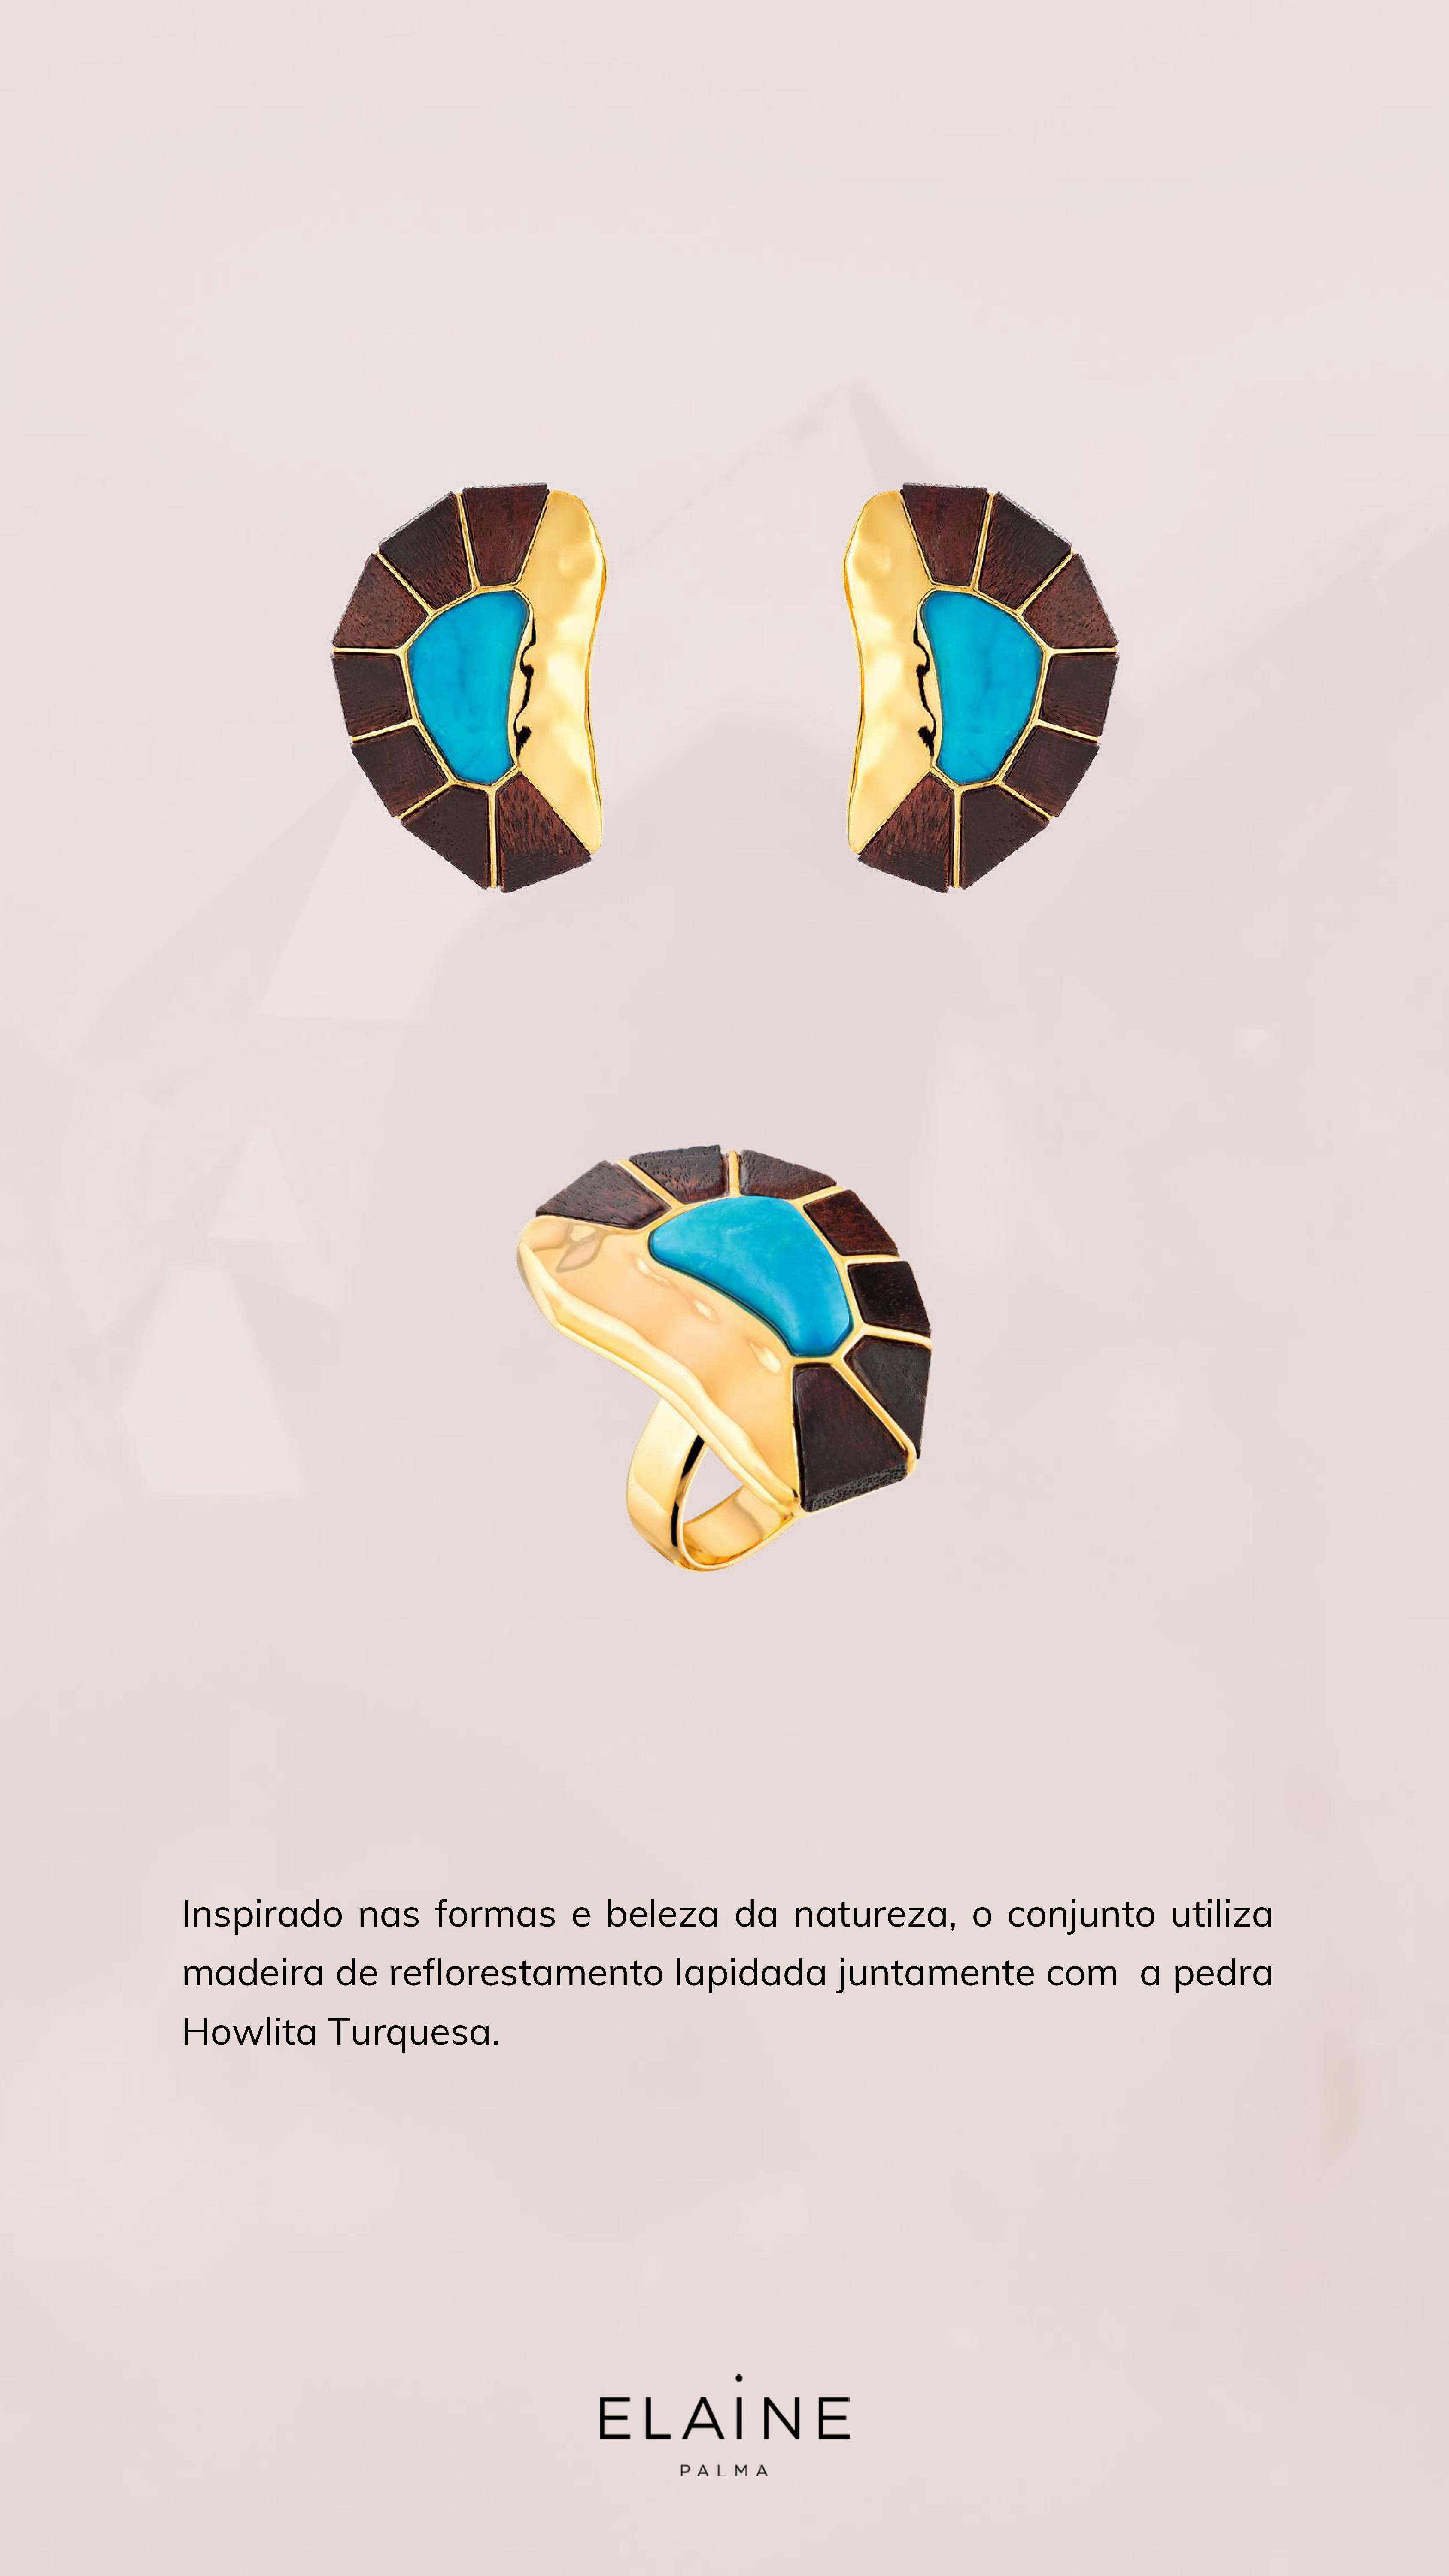 Inspirado nas formas e beleza da natureza, o conjunto utiliza
madeira de reflorestamento lapidada juntamente com  a pedra
Howlita Turquesa.
ELAiNE
PALMA